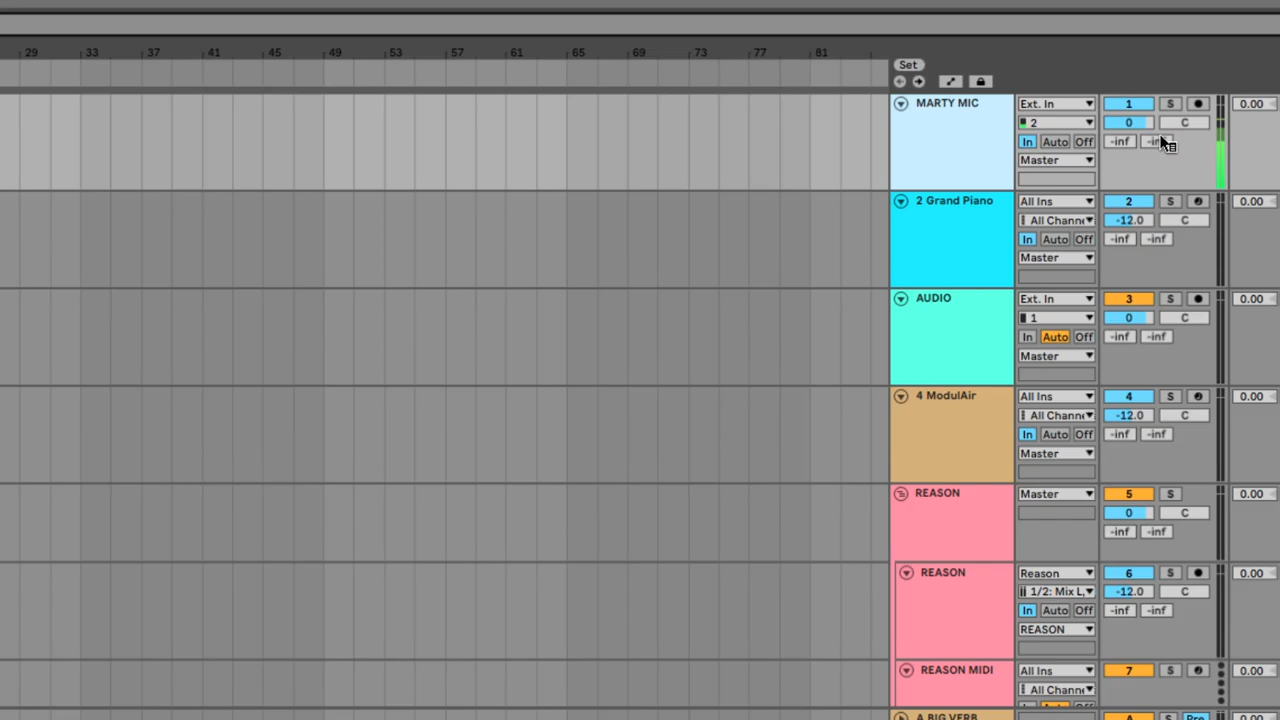 29 33 37 41 45 49 53 57 61 65 69 73 77 81
Set
MARTY MIC Ext. In 1 S 0.00
2 0 C
In Auto Off -inf
Master
2 Grand Piano All Ins 2 S 0.00
All Channe -12.0 C
In Auto Off -inf -inf
Master
AUDIO Ext. In 3 S 0.00
1 0 C
In Auto Off -inf -inf
Master
4 ModulAir All Ins 4 S 0.00
All Channe -12.0 C
In Auto Off -inf -inf
Master
REASON Master 5 S 0.00
0 C
-inf -inf
REASON Reason 6 S 0.00
1/2: Mix L, -12.0 C
In Auto Off -inf -inf
REASON
REASON MIDI All Ins 7 S 0.00
All Channe
A BIG VERB A S Pre